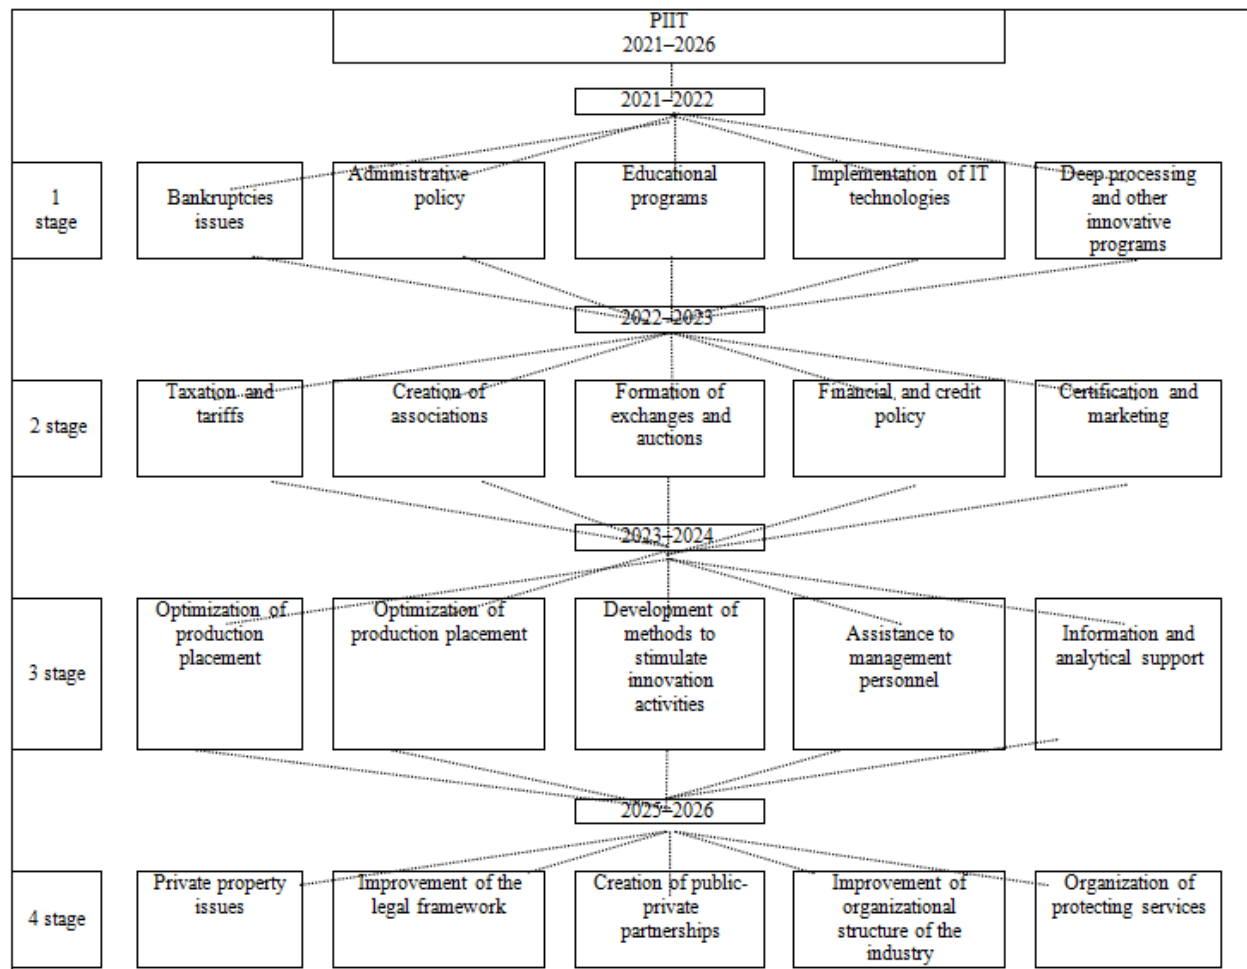 PIIT
2021–2026
2021–2022
1
stage
Bankruptcies
issues
Administrative
policy
Educational
programs
Implementation of IT
technologies
Deep processing
and other
innovative
programs
2022–2023
2 stage
Taxation and
tariffs
Creation of
associations
Formation of
exchanges and
auctions
Financial, and credit
policy
Certification and
marketing
2023–2024
3 stage
Optimization of
production
placement
Optimization of
production placement
Development of
methods to
stimulate
innovation
activities
Assistance to
management
personnel
Information and
analytical support
2025–2026
4 stage
Private property
issues
Improvement of the
legal framework
Creation of public-
private
partnerships
Improvement of
organizational
structure of the
industry
Organization of
protecting services